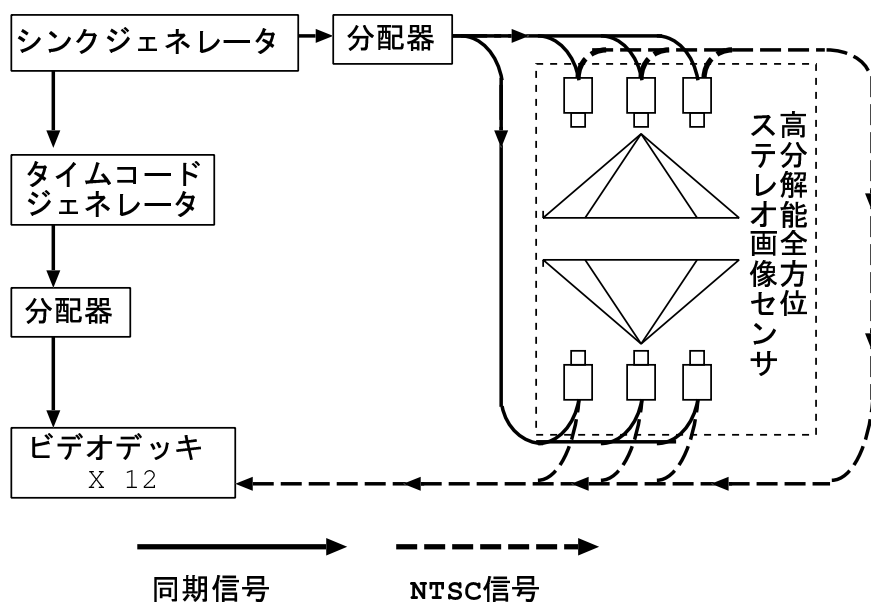 シンクジェネレータ
分配器
タイムコード
ジェネレータ
分配器
ビデオデッキ
X 12
高分解能全方位
ステレオ画像センサ
同期信号
NTSC信号